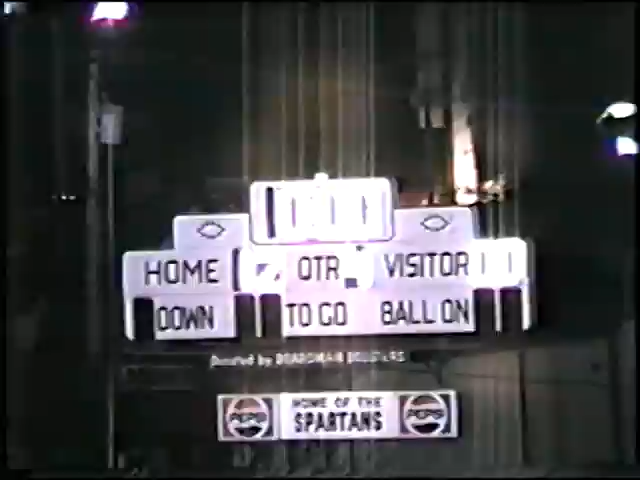 HOME QTR VISITOR
DOWN TO GO BALL ON
Donated by BOARDMAN BOOSTERS
PEPSI HOME OF THE PEPSI
SPARTANS